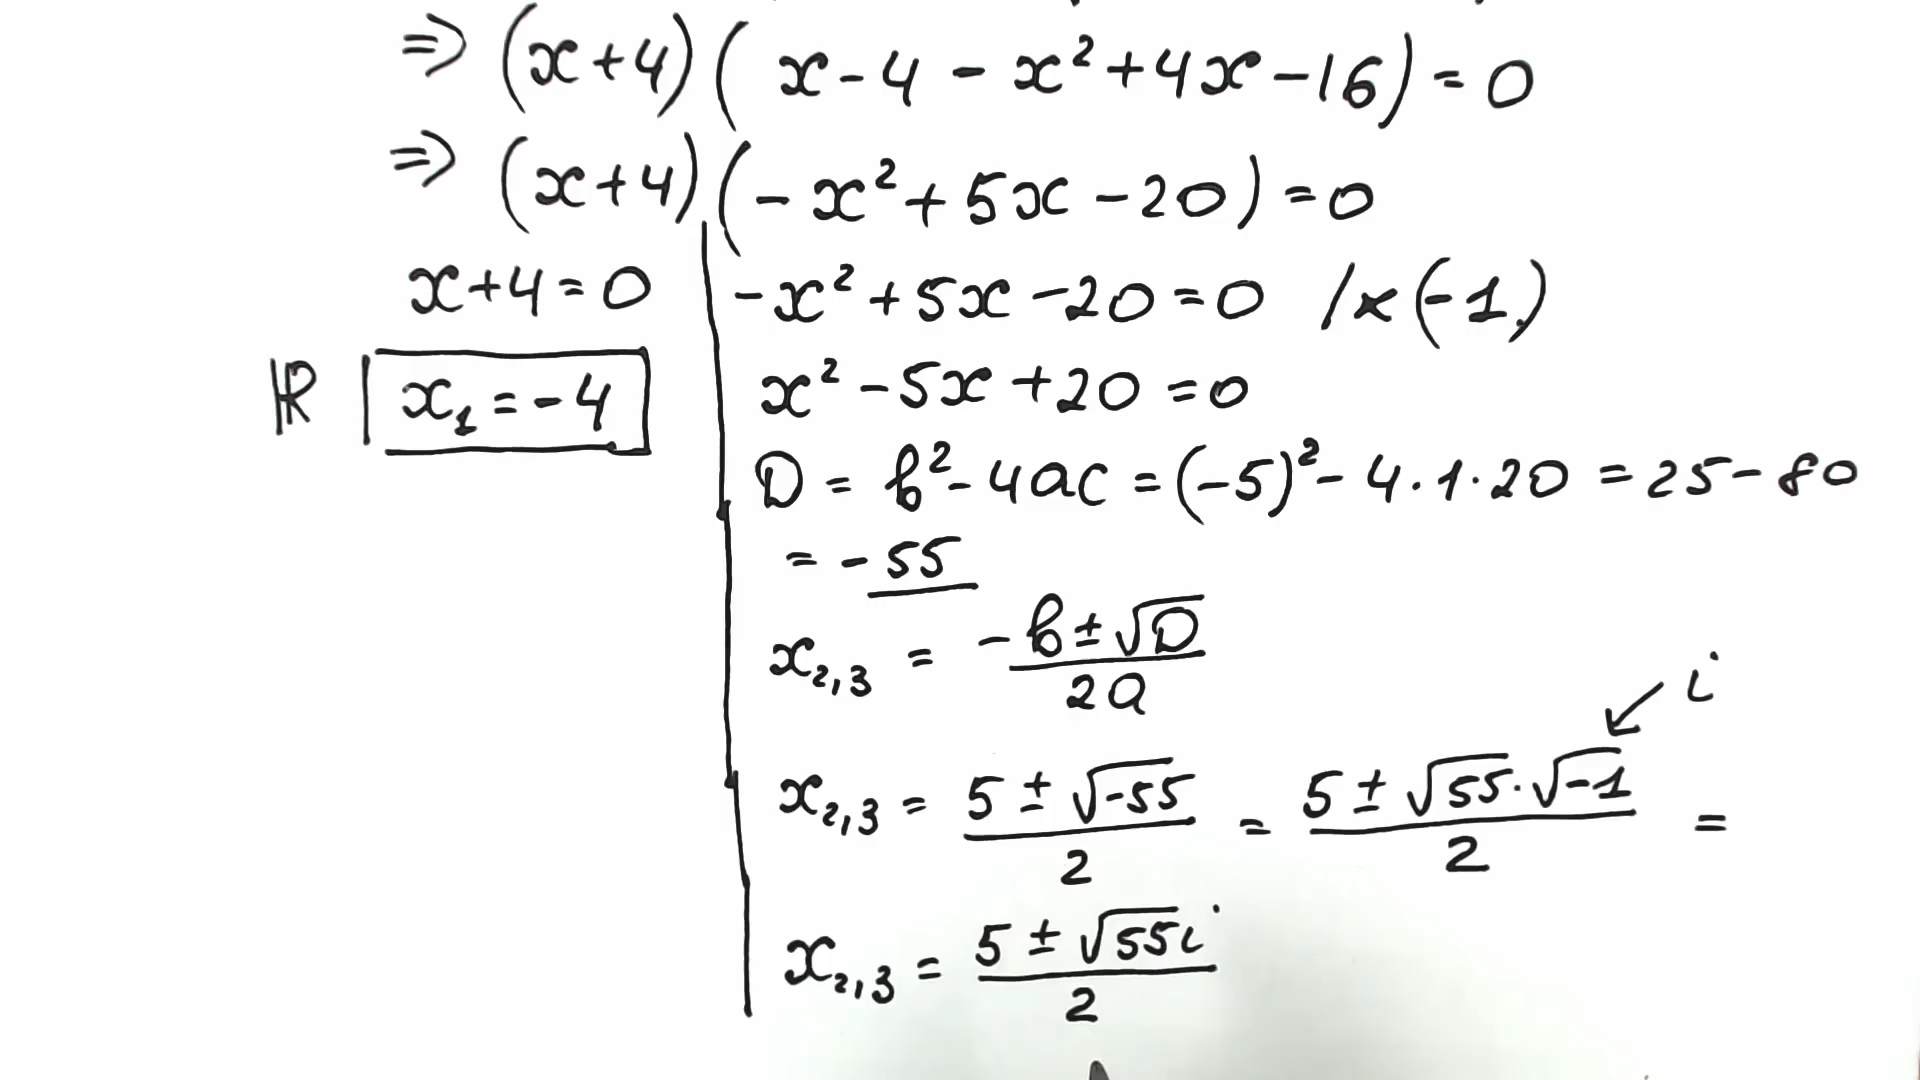 => (x+4)( x-4 - x²+4x-16) = 0
=> (x+4)(-x²+5x-20) = 0
x+4=0
ℝ | x₁ = -4
-x²+5x-20=0 /x(-1)
x²-5x+20=0
D = b²-4ac = (-5)²-4·1·20 = 25-80
= -55
x₂,₃ = (-b±√D)/(2a)
x₂,₃ = (5±√-55)/2 = (5±√55·√-1)/2 =
i
x₂,₃ = (5±√55i)/2